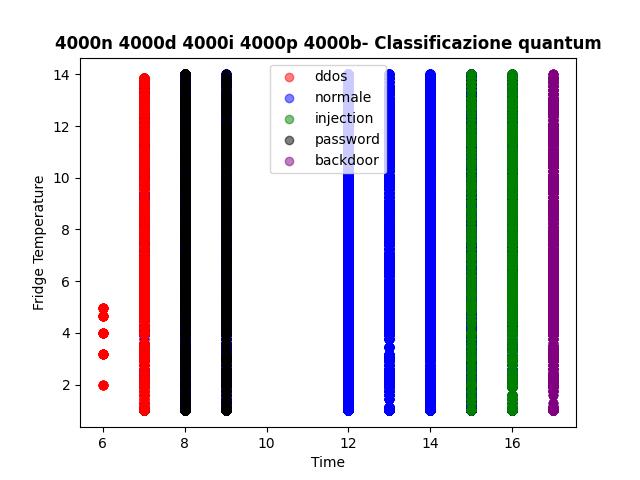 4000n 4000d 4000i 4000p 4000b- Classificazione quantum
14
12
10
8
6
4
2
Fridge Temperature
ddos
normale
injection
password
backdoor
6 8 10 12 14 16
Time